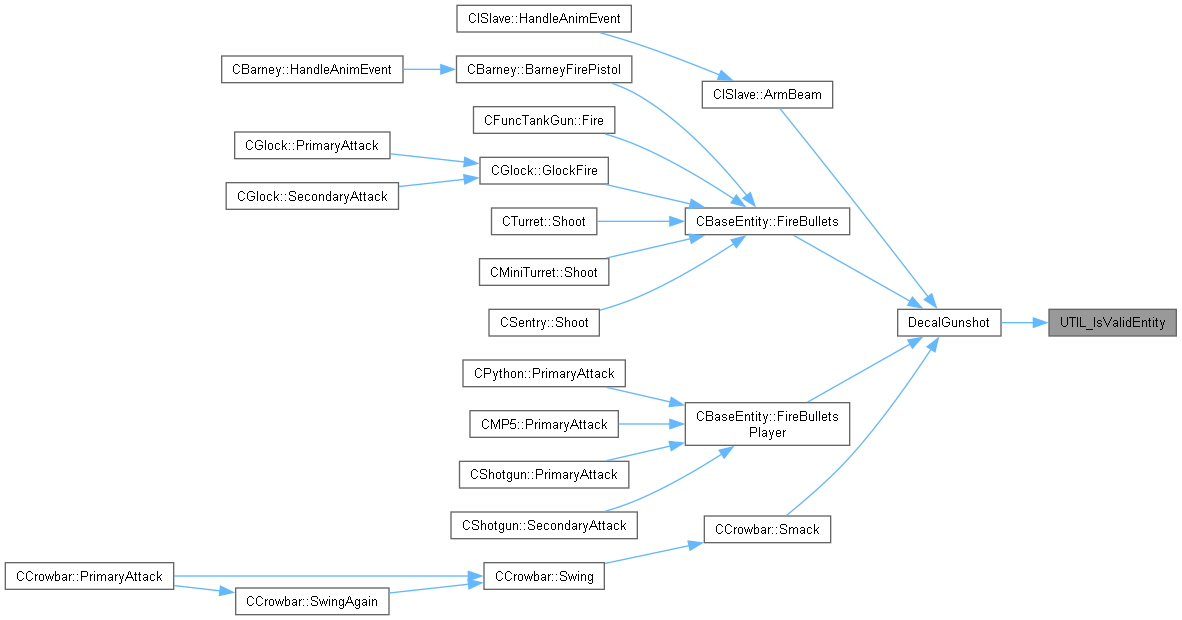 CISlave::HandleAnimEvent
CBarney::HandleAnimEvent
CBarney::BarneyFirePistol
CISlave::ArmBeam
CFuncTankGun::Fire
CGlock::PrimaryAttack
CGlock::GlockFire
CGlock::SecondaryAttack
CTurret::Shoot
CBaseEntity::FireBullets
CMiniTurret::Shoot
CSentry::Shoot
DecalGunshot
UTIL_IsValidEntity
CPython::PrimaryAttack
CMP5::PrimaryAttack
CBaseEntity::FireBullets
Player
CShotgun::PrimaryAttack
CShotgun::SecondaryAttack
CCrowbar::Smack
CCrowbar::PrimaryAttack
CCrowbar::Swing
CCrowbar::SwingAgain